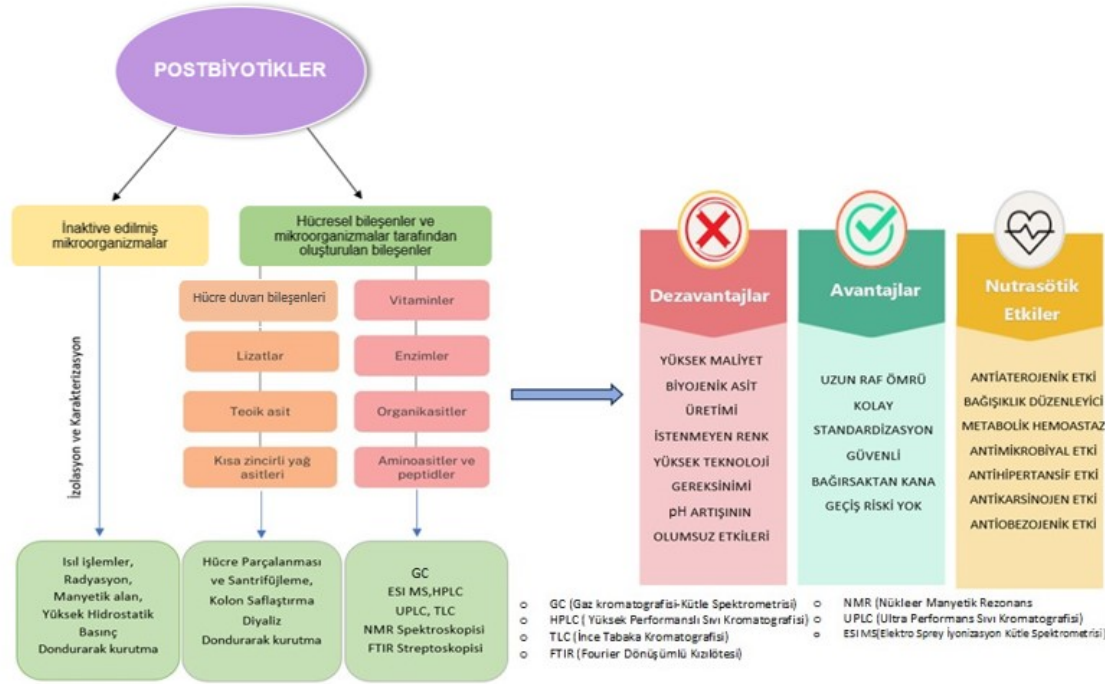 POSTBİYOTİKLER
İnaktive edilmiş
mikroorganizmalar
Hücresel bileşenler ve
mikroorganizmalar tarafından
oluşturulan bileşenler
İzolasyon ve Karakterizasyon
Hücre duvarı bileşenleri
Lizatlar
Teoik asit
Kısa zincirli yağ
asitleri
Vitaminler
Enzimler
Organikasitler
Aminoasitler ve
peptidler
Isıl işlemler,
Radyasyon,
Manyetik alan,
Yüksek Hidrostatik
Basınç
Dondurarak kurutma
Hücre Parçalanması
ve Santrifüjleme,
Kolon Saflaştırma
Diyaliz
Dondurarak kurutma
GC
ESI MS,HPLC
UPLC, TLC
NMR Spektroskopisi
FTIR Streptoskopisi
Dezavantajlar
YÜKSEK MALİYET
BİYOJENİK ASİT
ÜRETİMİ
İSTENMEYEN RENK
YÜKSEK TEKNOLOJİ
GEREKSİNİMİ
pH ARTIŞININ
OLUMSUZ ETKİLERİ
Avantajlar
UZUN RAF ÖMRÜ
KOLAY
STANDARDİZASYON
GÜVENLİ
BAĞIRSAKTAN KANA
GEÇİŞ RİSKİ YOK
Nutrasötik
Etkiler
ANTİATEROJENİK ETKİ
BAĞIŞIKLIK DÜZENLEYİCİ
METABOLİK HEMOASTAZ
ANTİMİKROBİYAL ETKİ
ANTİHİPERTANSİF ETKİ
ANTİKARSİNOJEN ETKİ
ANTİOBEZOJENİK ETKİ
o GC (Gaz kromatografisi-Kütle Spektrometrisi)
o HPLC ( Yüksek Performanslı Sıvı Kromatografisi)
o TLC (İnce Tabaka Kromatografisi)
o FTIR (Fourier Dönüşümlü Kızılötesi)
o NMR (Nükleer Manyetik Rezonans
o UPLC (Ultra Performans Sıvı Kromatografisi)
o ESI MS(Elektro Sprey İyonizasyon Kütle Spektrometrisi)